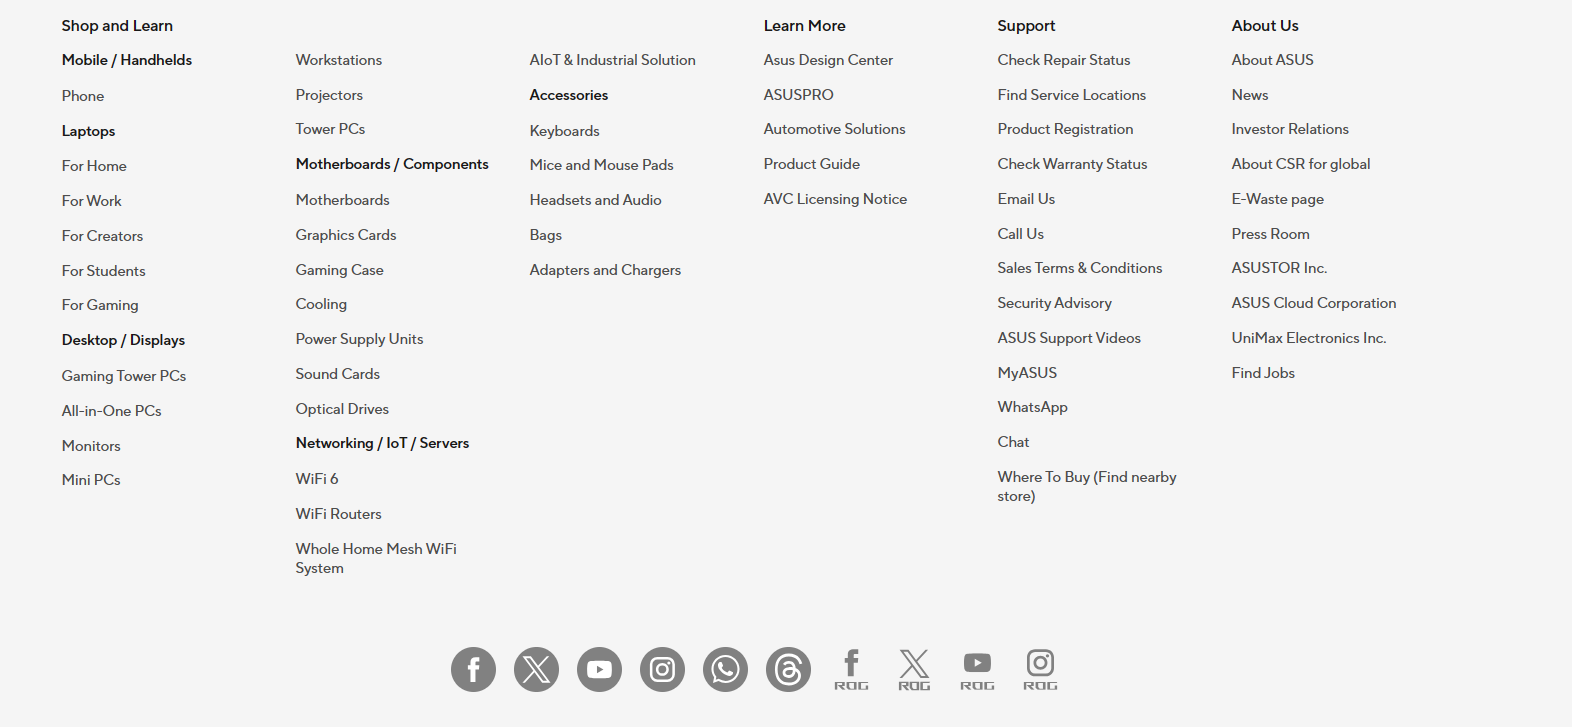 Shop and Learn
Mobile / Handhelds
Phone
Laptops
For Home
For Work
For Creators
For Students
For Gaming
Desktop / Displays
Gaming Tower PCs
All-in-One PCs
Monitors
Mini PCs
Workstations
Projectors
Tower PCs
Motherboards / Components
Motherboards
Graphics Cards
Gaming Case
Cooling
Power Supply Units
Sound Cards
Optical Drives
Networking / IoT / Servers
WiFi 6
WiFi Routers
Whole Home Mesh WiFi
System
AIoT & Industrial Solution
Accessories
Keyboards
Mice and Mouse Pads
Headsets and Audio
Bags
Adapters and Chargers
Learn More
Asus Design Center
ASUSPRO
Automotive Solutions
Product Guide
AVC Licensing Notice
Support
Check Repair Status
Find Service Locations
Product Registration
Check Warranty Status
Email Us
Call Us
Sales Terms & Conditions
Security Advisory
ASUS Support Videos
MyASUS
WhatsApp
Chat
Where To Buy (Find nearby
store)
About Us
About ASUS
News
Investor Relations
About CSR for global
E-Waste page
Press Room
ASUSTOR Inc.
ASUS Cloud Corporation
UniMax Electronics Inc.
Find Jobs
ROG ROG ROG ROG